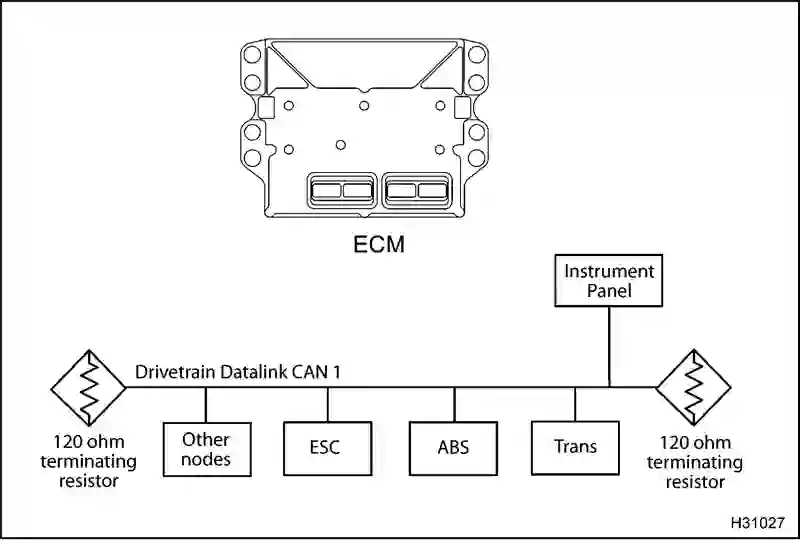 ECM
Instrument
Panel
Drivetrain Datalink CAN 1
120 ohm
terminating
resistor
Other
nodes
ESC
ABS
Trans
120 ohm
terminating
resistor
H31027